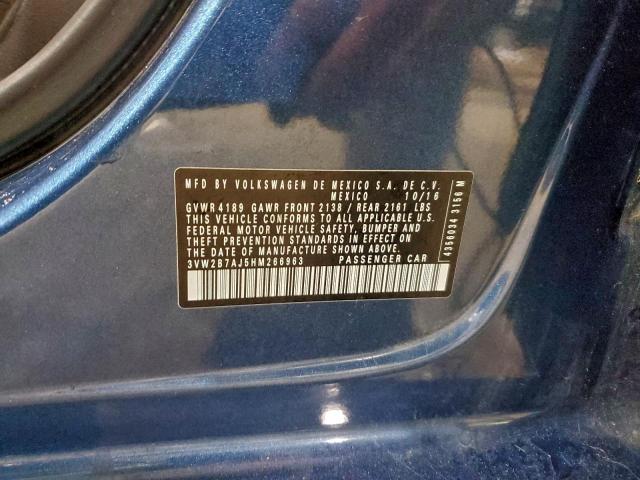 MFD BY VOLKSWAGEN DE MEXICO S.A. DE C.V.
MEXICO 10/16
GVWR 4189 GAWR FRONT 2138 / REAR 2161 LBS
THIS VEHICLE CONFORMS TO ALL APPLICABLE U.S.
FEDERAL MOTOR VEHICLE SAFETY, BUMPER AND
THEFT PREVENTION STANDARDS IN EFFECT ON
THE DATE OF MANUFACTURE SHOWN ABOVE.
3VW2B7AJ5HM266963 PASSENGER CAR
4356034 3156 M